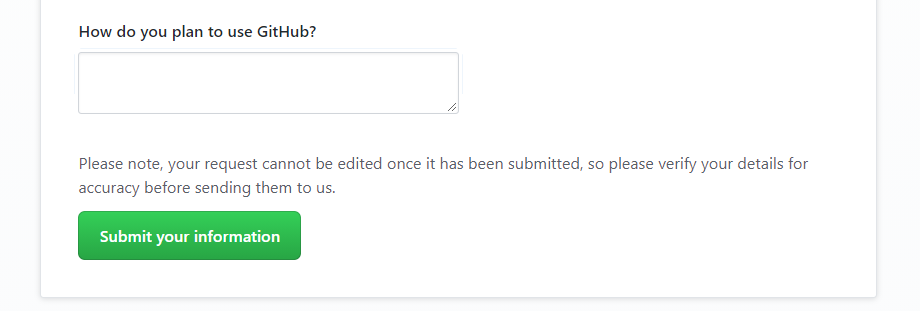 How do you plan to use GitHub?
Please note, your request cannot be edited once it has been submitted, so please verify your details for
accuracy before sending them to us.
Submit your information